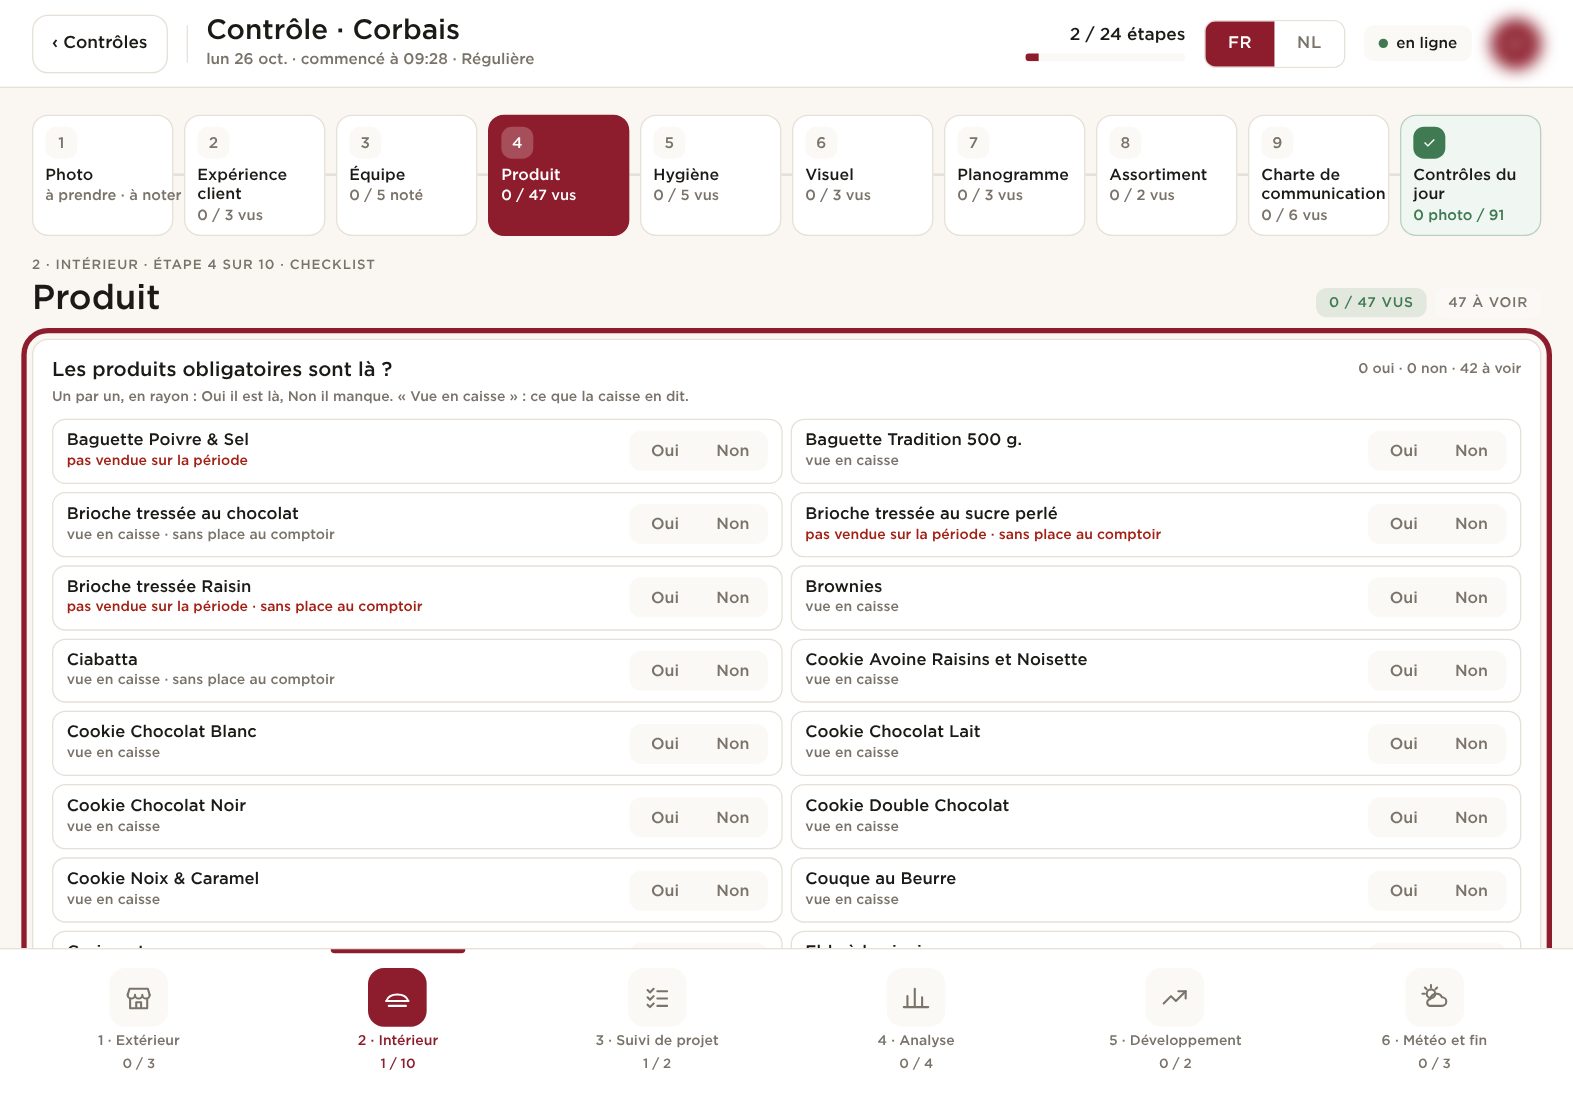 ‹ Contrôles
Contrôle · Corbais
lun 26 oct. · commencé à 09:28 · Régulière
2 / 24 étapes
FR
NL
en ligne
1
Photo
à prendre · à noter
2
Expérience
client
0 / 3 vus
3
Équipe
0 / 5 noté
4
Produit
0 / 47 vus
5
Hygiène
0 / 5 vus
6
Visuel
0 / 3 vus
7
Planogramme
0 / 3 vus
8
Assortiment
0 / 2 vus
9
Charte de
communication
0 / 6 vus
Contrôles du
jour
0 photo / 91
2 · INTÉRIEUR · ÉTAPE 4 SUR 10 · CHECKLIST
Produit
0 / 47 VUS
47 À VOIR
Les produits obligatoires sont là ?
0 oui · 0 non · 42 à voir
Un par un, en rayon : Oui il est là, Non il manque. « Vue en caisse » : ce que la caisse en dit.
Baguette Poivre & Sel
pas vendue sur la période
Oui Non
Baguette Tradition 500 g.
vue en caisse
Oui Non
Brioche tressée au chocolat
vue en caisse · sans place au comptoir
Oui Non
Brioche tressée au sucre perlé
pas vendue sur la période · sans place au comptoir
Oui Non
Brioche tressée Raisin
pas vendue sur la période · sans place au comptoir
Oui Non
Brownies
vue en caisse
Oui Non
Ciabatta
vue en caisse · sans place au comptoir
Oui Non
Cookie Avoine Raisins et Noisette
vue en caisse
Oui Non
Cookie Chocolat Blanc
vue en caisse
Oui Non
Cookie Chocolat Lait
vue en caisse
Oui Non
Cookie Chocolat Noir
vue en caisse
Oui Non
Cookie Double Chocolat
vue en caisse
Oui Non
Cookie Noix & Caramel
vue en caisse
Oui Non
Couque au Beurre
vue en caisse
Oui Non
1 · Extérieur
0 / 3
2 · Intérieur
1 / 10
3 · Suivi de projet
1 / 2
4 · Analyse
0 / 4
5 · Développement
0 / 2
6 · Météo et fin
0 / 3